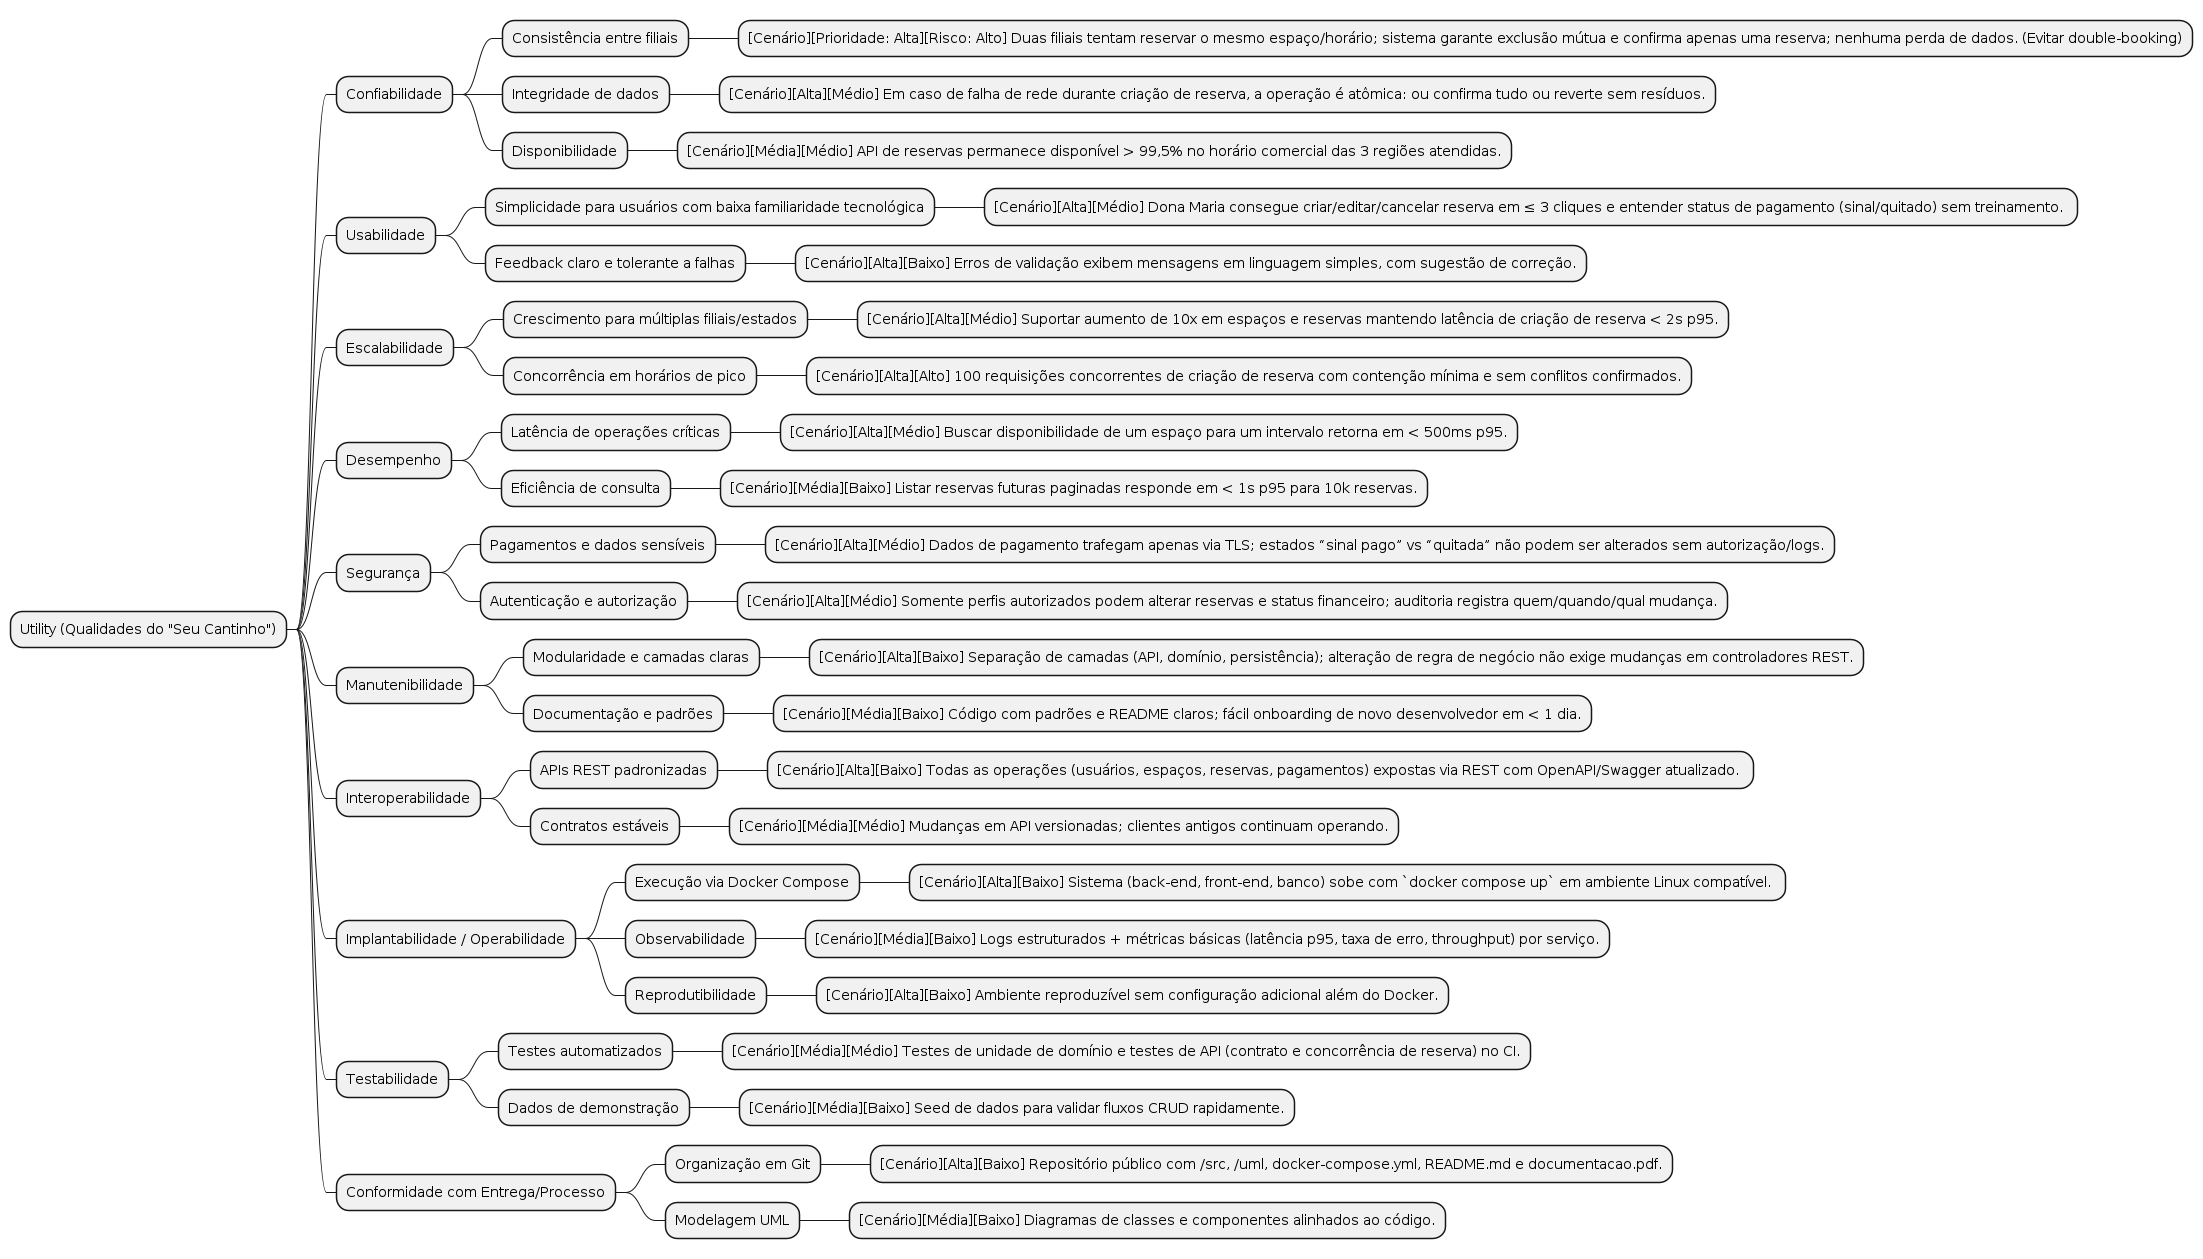 Utility (Qualidades do "Seu Cantinho")
Confiabilidade
Consistência entre filiais
[Cenário][Prioridade: Alta][Risco: Alto] Duas filiais tentam reservar o mesmo espaço/horário; sistema garante exclusão mútua e confirma apenas uma reserva; nenhuma perda de dados. (Evitar double-booking)
Integridade de dados
[Cenário][Alta][Médio] Em caso de falha de rede durante criação de reserva, a operação é atômica: ou confirma tudo ou reverte sem resíduos.
Disponibilidade
[Cenário][Média][Médio] API de reservas permanece disponível > 99,5% no horário comercial das 3 regiões atendidas.
Usabilidade
Simplicidade para usuários com baixa familiaridade tecnológica
[Cenário][Alta][Médio] Dona Maria consegue criar/editar/cancelar reserva em ≤ 3 cliques e entender status de pagamento (sinal/quitado) sem treinamento.
Feedback claro e tolerante a falhas
[Cenário][Alta][Baixo] Erros de validação exibem mensagens em linguagem simples, com sugestão de correção.
Escalabilidade
Crescimento para múltiplas filiais/estados
[Cenário][Alta][Médio] Suportar aumento de 10x em espaços e reservas mantendo latência de criação de reserva < 2s p95.
Concorrência em horários de pico
[Cenário][Alta][Alto] 100 requisições concorrentes de criação de reserva com contenção mínima e sem conflitos confirmados.
Desempenho
Latência de operações críticas
[Cenário][Alta][Médio] Buscar disponibilidade de um espaço para um intervalo retorna em < 500ms p95.
Eficiência de consulta
[Cenário][Média][Baixo] Listar reservas futuras paginadas responde em < 1s p95 para 10k reservas.
Segurança
Pagamentos e dados sensíveis
[Cenário][Alta][Médio] Dados de pagamento trafegam apenas via TLS; estados “sinal pago” vs “quitada” não podem ser alterados sem autorização/logs.
Autenticação e autorização
[Cenário][Alta][Médio] Somente perfis autorizados podem alterar reservas e status financeiro; auditoria registra quem/quando/qual mudança.
Manutenibilidade
Modularidade e camadas claras
[Cenário][Alta][Baixo] Separação de camadas (API, domínio, persistência); alteração de regra de negócio não exige mudanças em controladores REST.
Documentação e padrões
[Cenário][Média][Baixo] Código com padrões e README claros; fácil onboarding de novo desenvolvedor em < 1 dia.
Interoperabilidade
APIs REST padronizadas
[Cenário][Alta][Baixo] Todas as operações (usuários, espaços, reservas, pagamentos) expostas via REST com OpenAPI/Swagger atualizado.
Contratos estáveis
[Cenário][Média][Médio] Mudanças em API versionadas; clientes antigos continuam operando.
Implantabilidade / Operabilidade
Execução via Docker Compose
[Cenário][Alta][Baixo] Sistema (back-end, front-end, banco) sobe com `docker compose up` em ambiente Linux compatível.
Observabilidade
[Cenário][Média][Baixo] Logs estruturados + métricas básicas (latência p95, taxa de erro, throughput) por serviço.
Reprodutibilidade
[Cenário][Alta][Baixo] Ambiente reproduzível sem configuração adicional além do Docker.
Testabilidade
Testes automatizados
[Cenário][Média][Médio] Testes de unidade de domínio e testes de API (contrato e concorrência de reserva) no CI.
Dados de demonstração
[Cenário][Média][Baixo] Seed de dados para validar fluxos CRUD rapidamente.
Conformidade com Entrega/Processo
Organização em Git
[Cenário][Alta][Baixo] Repositório público com /src, /uml, docker-compose.yml, README.md e documentacao.pdf.
Modelagem UML
[Cenário][Média][Baixo] Diagramas de classes e componentes alinhados ao código.